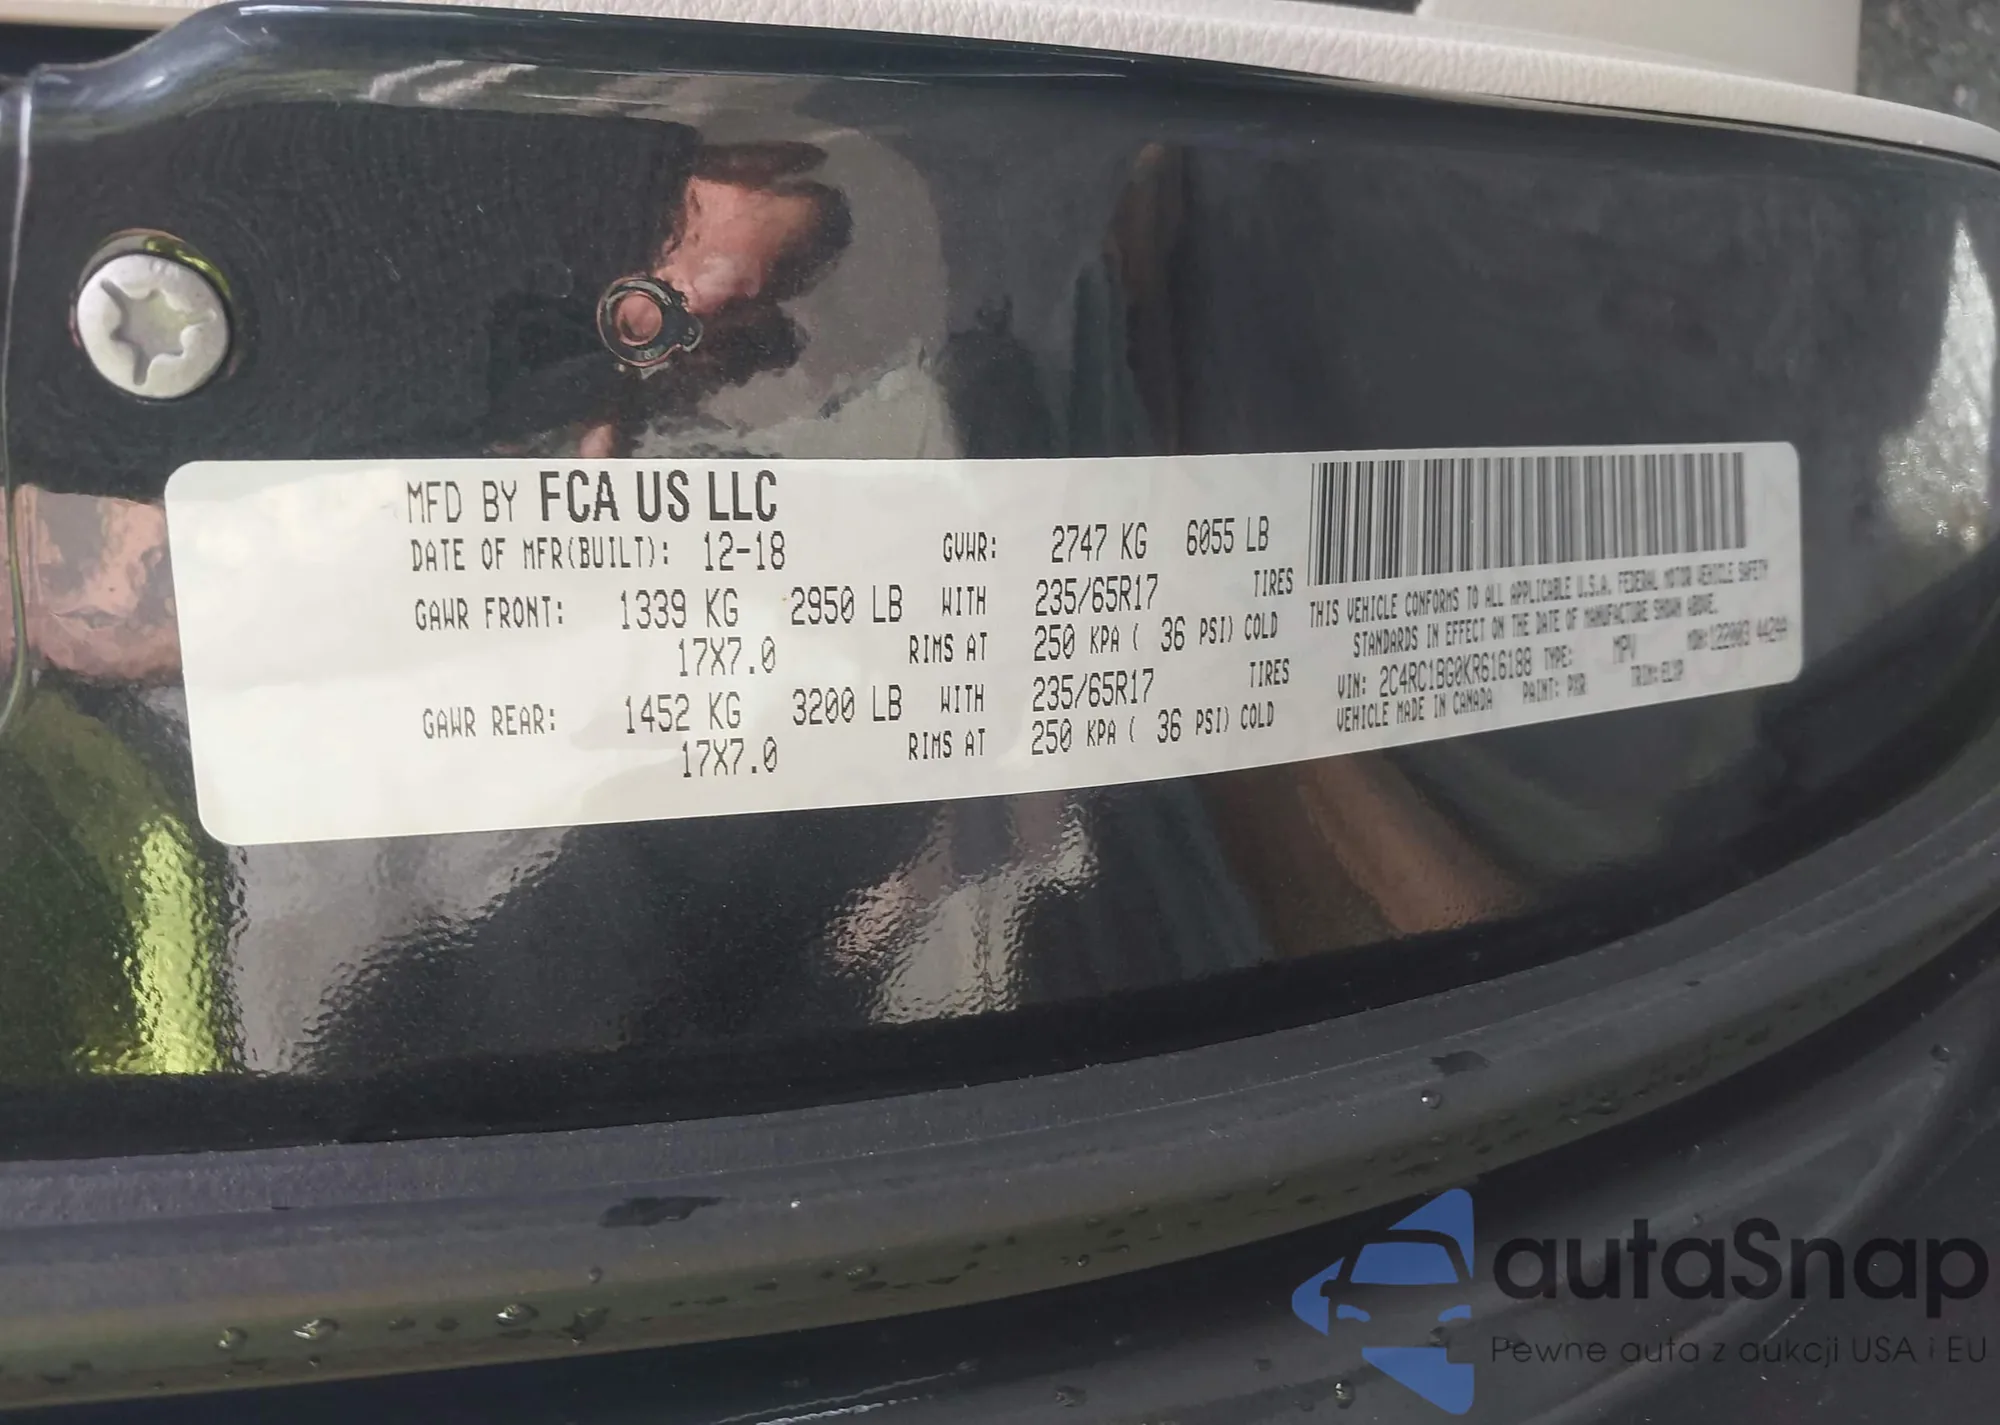 MFD BY FCA US LLC
DATE OF MFR(BUILT): 12-18 GVWR: 2747 KG 6055 LB
GAWR FRONT: 1339 KG 2950 LB WITH 235/65R17 TIRES
17X7.0 RIMS AT 250 KPA ( 36 PSI) COLD
GAWR REAR: 1452 KG 3200 LB WITH 235/65R17 TIRES
17X7.0 RIMS AT 250 KPA ( 36 PSI) COLD
THIS VEHICLE CONFORMS TO ALL APPLICABLE U.S.A. FEDERAL MOTOR VEHICLE SAFETY
STANDARDS IN EFFECT ON THE DATE OF MANUFACTURE SHOWN ABOVE.
VIN: 2C4RC1BG0KR616188 TYPE: MPV MDH:
VEHICLE MADE IN CANADA PAINT: PXR TRIM:
autaSnap
Pewne auta z aukcji USA i EU